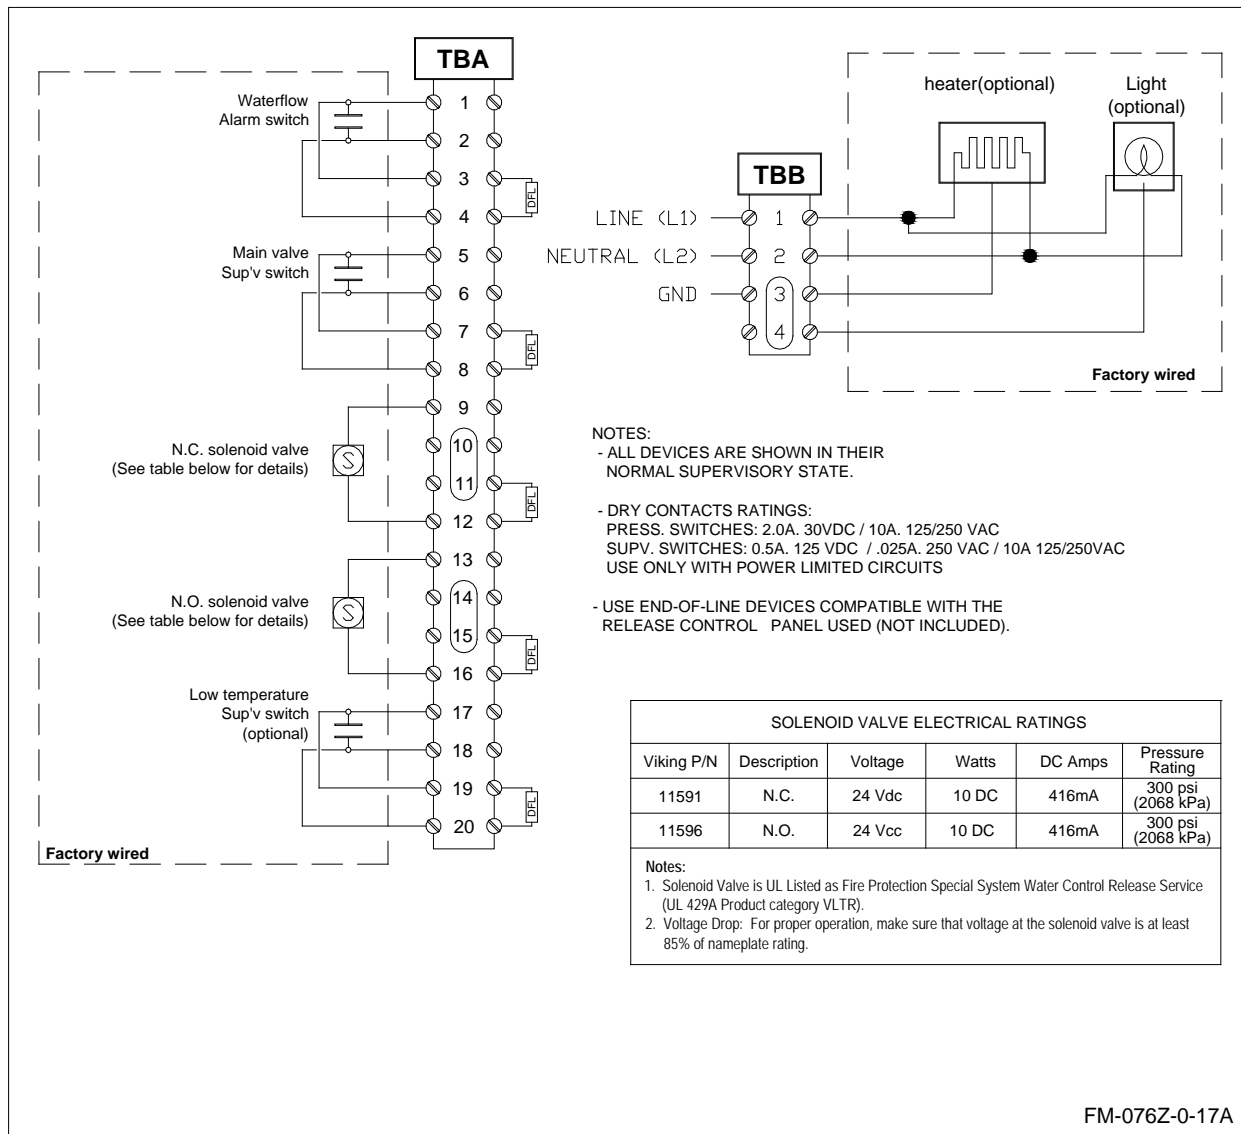 TBA
Waterflow
Alarm switch
1
2
3
4
DFL
Main valve
Sup'v switch
5
6
7
8
DFL
N.C. solenoid valve
(See table below for details)
S
9
10
11
12
DFL
N.O. solenoid valve
(See table below for details)
S
13
14
15
16
DFL
Low temperature
Sup'v switch
(optional)
17
18
19
20
DFL
Factory wired
heater(optional)
Light
(optional)
TBB
LINE (L1)
1
NEUTRAL (L2)
2
GND
3
4
Factory wired
NOTES:
- ALL DEVICES ARE SHOWN IN THEIR
NORMAL SUPERVISORY STATE.
- DRY CONTACTS RATINGS:
PRESS. SWITCHES: 2.0A. 30VDC / 10A. 125/250 VAC
SUPV. SWITCHES: 0.5A. 125 VDC / .025A. 250 VAC / 10A 125/250VAC
USE ONLY WITH POWER LIMITED CIRCUITS
- USE END-OF-LINE DEVICES COMPATIBLE WITH THE
RELEASE CONTROL PANEL USED (NOT INCLUDED).
SOLENOID VALVE ELECTRICAL RATINGS
Viking P/N Description Voltage Watts DC Amps Pressure Rating
11591 N.C. 24 Vdc 10 DC 416mA 300 psi (2068 kPa)
11596 N.O. 24 Vcc 10 DC 416mA 300 psi (2068 kPa)
Notes:
1. Solenoid Valve is UL Listed as Fire Protection Special System Water Control Release Service
(UL 429A Product category VLTR).
2. Voltage Drop: For proper operation, make sure that voltage at the solenoid valve is at least
85% of nameplate rating.
FM-076Z-0-17A